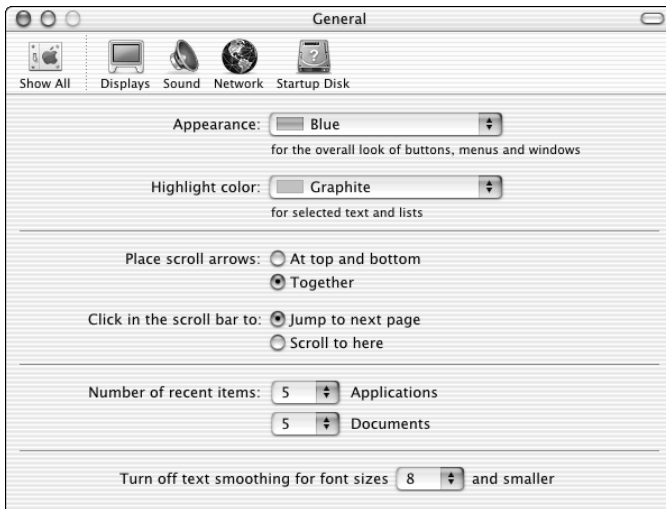 General
Show All Displays Sound Network Startup Disk
Appearance: Blue
for the overall look of buttons, menus and windows
Highlight color: Graphite
for selected text and lists
Place scroll arrows: At top and bottom
Together
Click in the scroll bar to: Jump to next page
Scroll to here
Number of recent items: 5 Applications
5 Documents
Turn off text smoothing for font sizes 8 and smaller